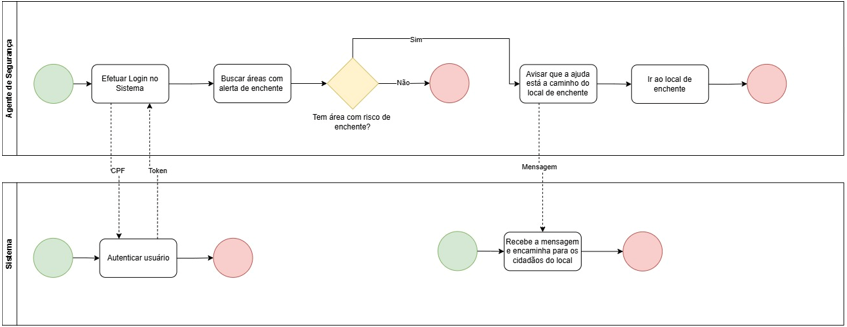 Agente de Segurança
Efetuar Login no
Sistema
Buscar áreas com
alerta de enchente
Tem área com risco de
enchente?
Sim
Não
Avisar que a ajuda
está a caminho do
local de enchente
Ir ao local de
enchente
CPF
Token
Mensagem
Sistema
Autenticar usuário
Recebe a mensagem
e encaminha para os
cidadãos do local